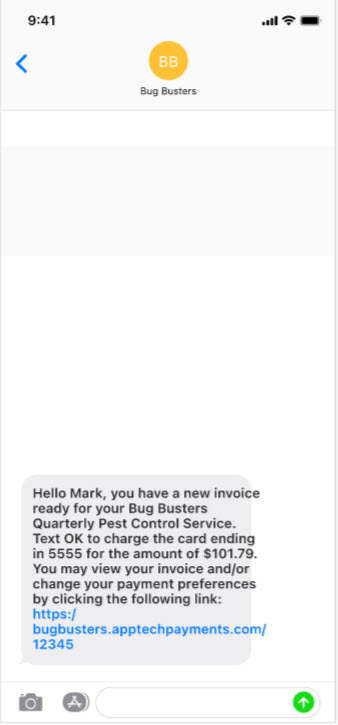 9:41
BB
Bug Busters
Hello Mark, you have a new invoice
ready for your Bug Busters
Quarterly Pest Control Service.
Text OK to charge the card ending
in 5555 for the amount of $101.79.
You may view your invoice and/or
change your payment preferences
by clicking the following link:
https:/
bugbusters.apptechpayments.com/
12345